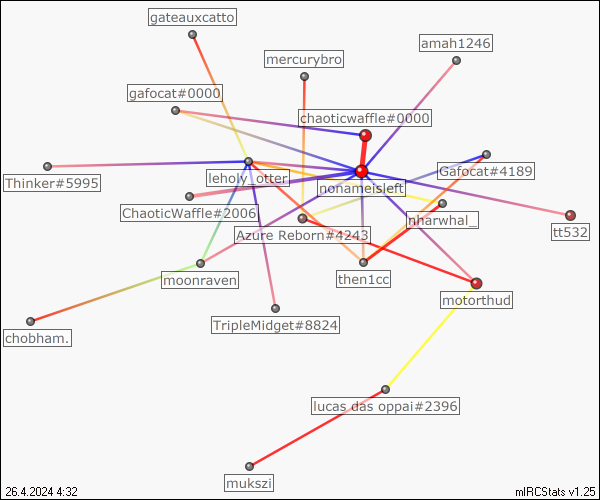 gateauxcatto
amah1246
mercurybro
gafocat#0000
chaoticwaffle#0000
Gafocat#4189
Thinker#5995
leholy_otter
nonameisleft
ChaoticWaffle#2006
nharwhal_
tt532
Azure Reborn#4243
moonraven
then1cc
motorthud
TripleMidget#8824
chobham.
lucas das oppai#2396
mukszi
26.4.2024 4:32
mIRCStats v1.25